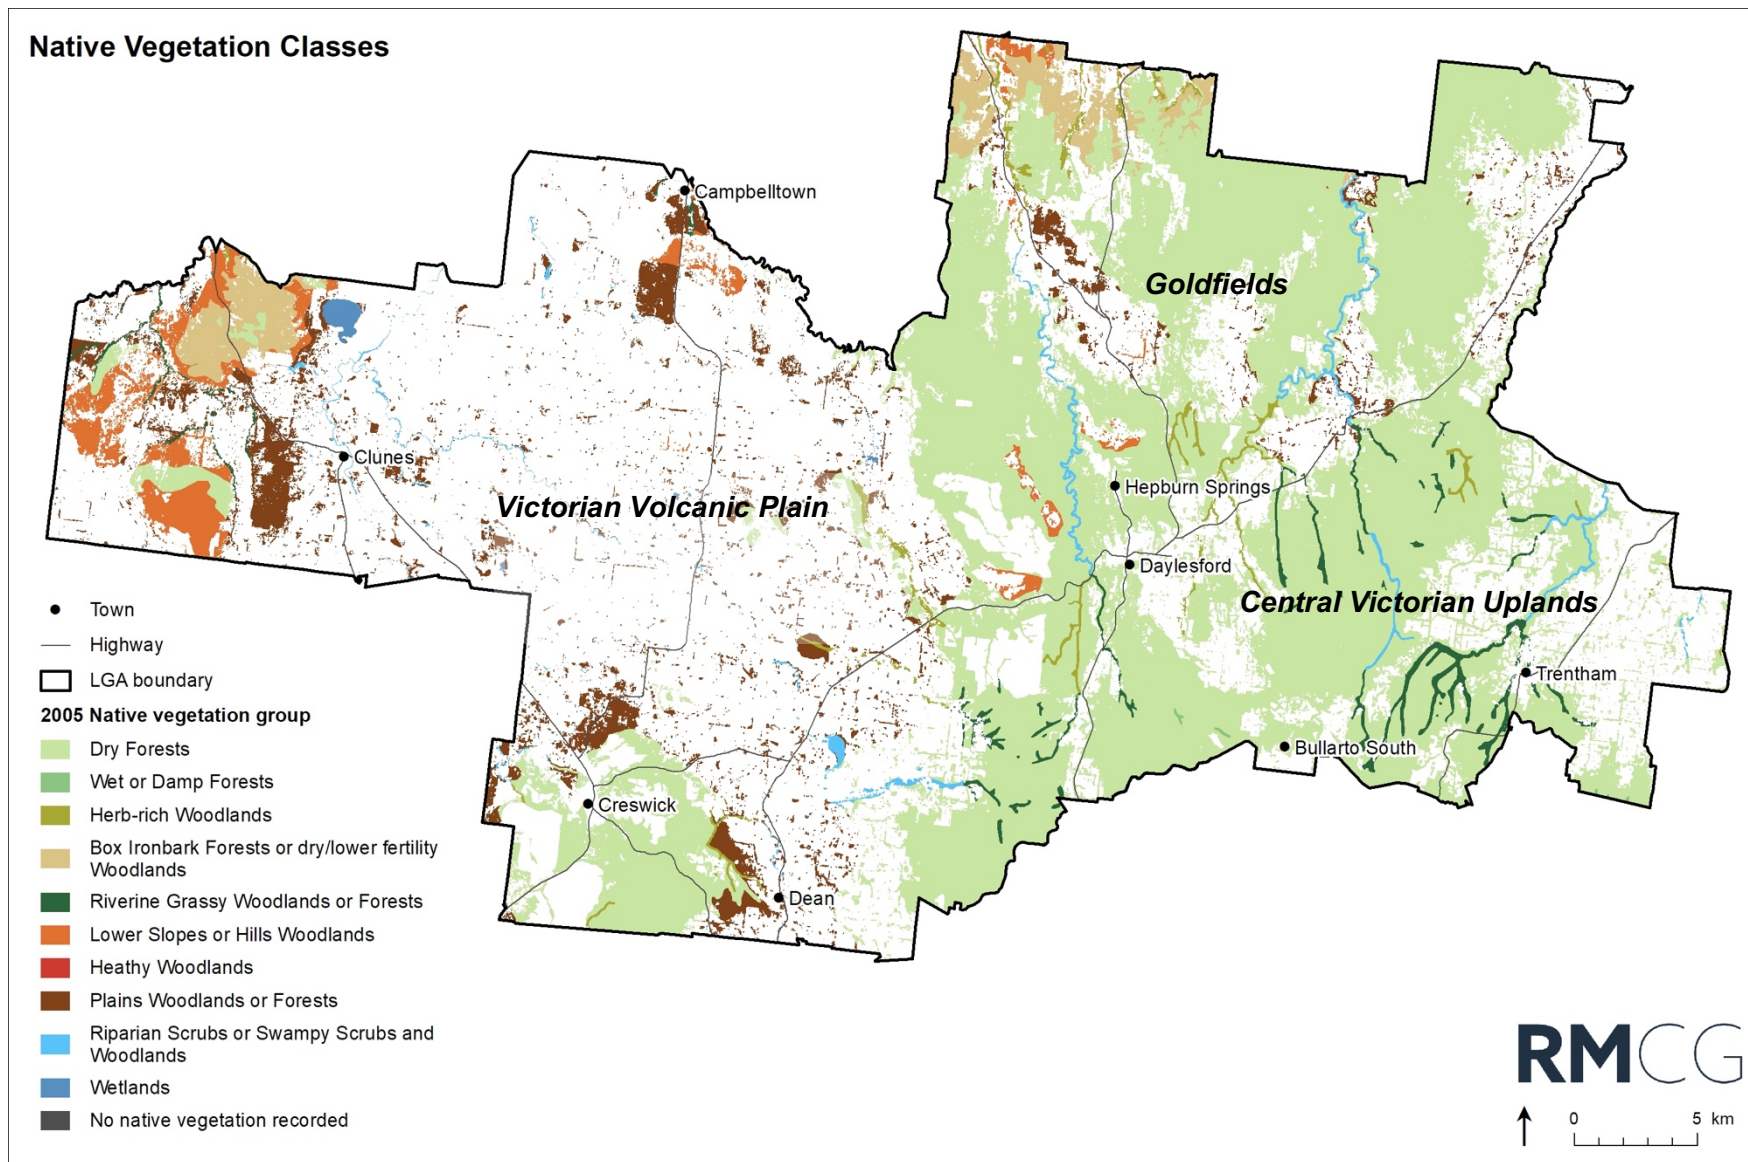 Native Vegetation Classes
Campbelltown
Goldfields
Clunes
Hepburn Springs
Victorian Volcanic Plain
Daylesford
Central Victorian Uplands
Trentham
Bullarto South
Creswick
Dean
Town
Highway
LGA boundary
2005 Native vegetation group
Dry Forests
Wet or Damp Forests
Herb-rich Woodlands
Box Ironbark Forests or dry/lower fertility
Woodlands
Riverine Grassy Woodlands or Forests
Lower Slopes or Hills Woodlands
Heathy Woodlands
Plains Woodlands or Forests
Riparian Scrubs or Swampy Scrubs and
Woodlands
Wetlands
No native vegetation recorded
RMCG
0 5 km